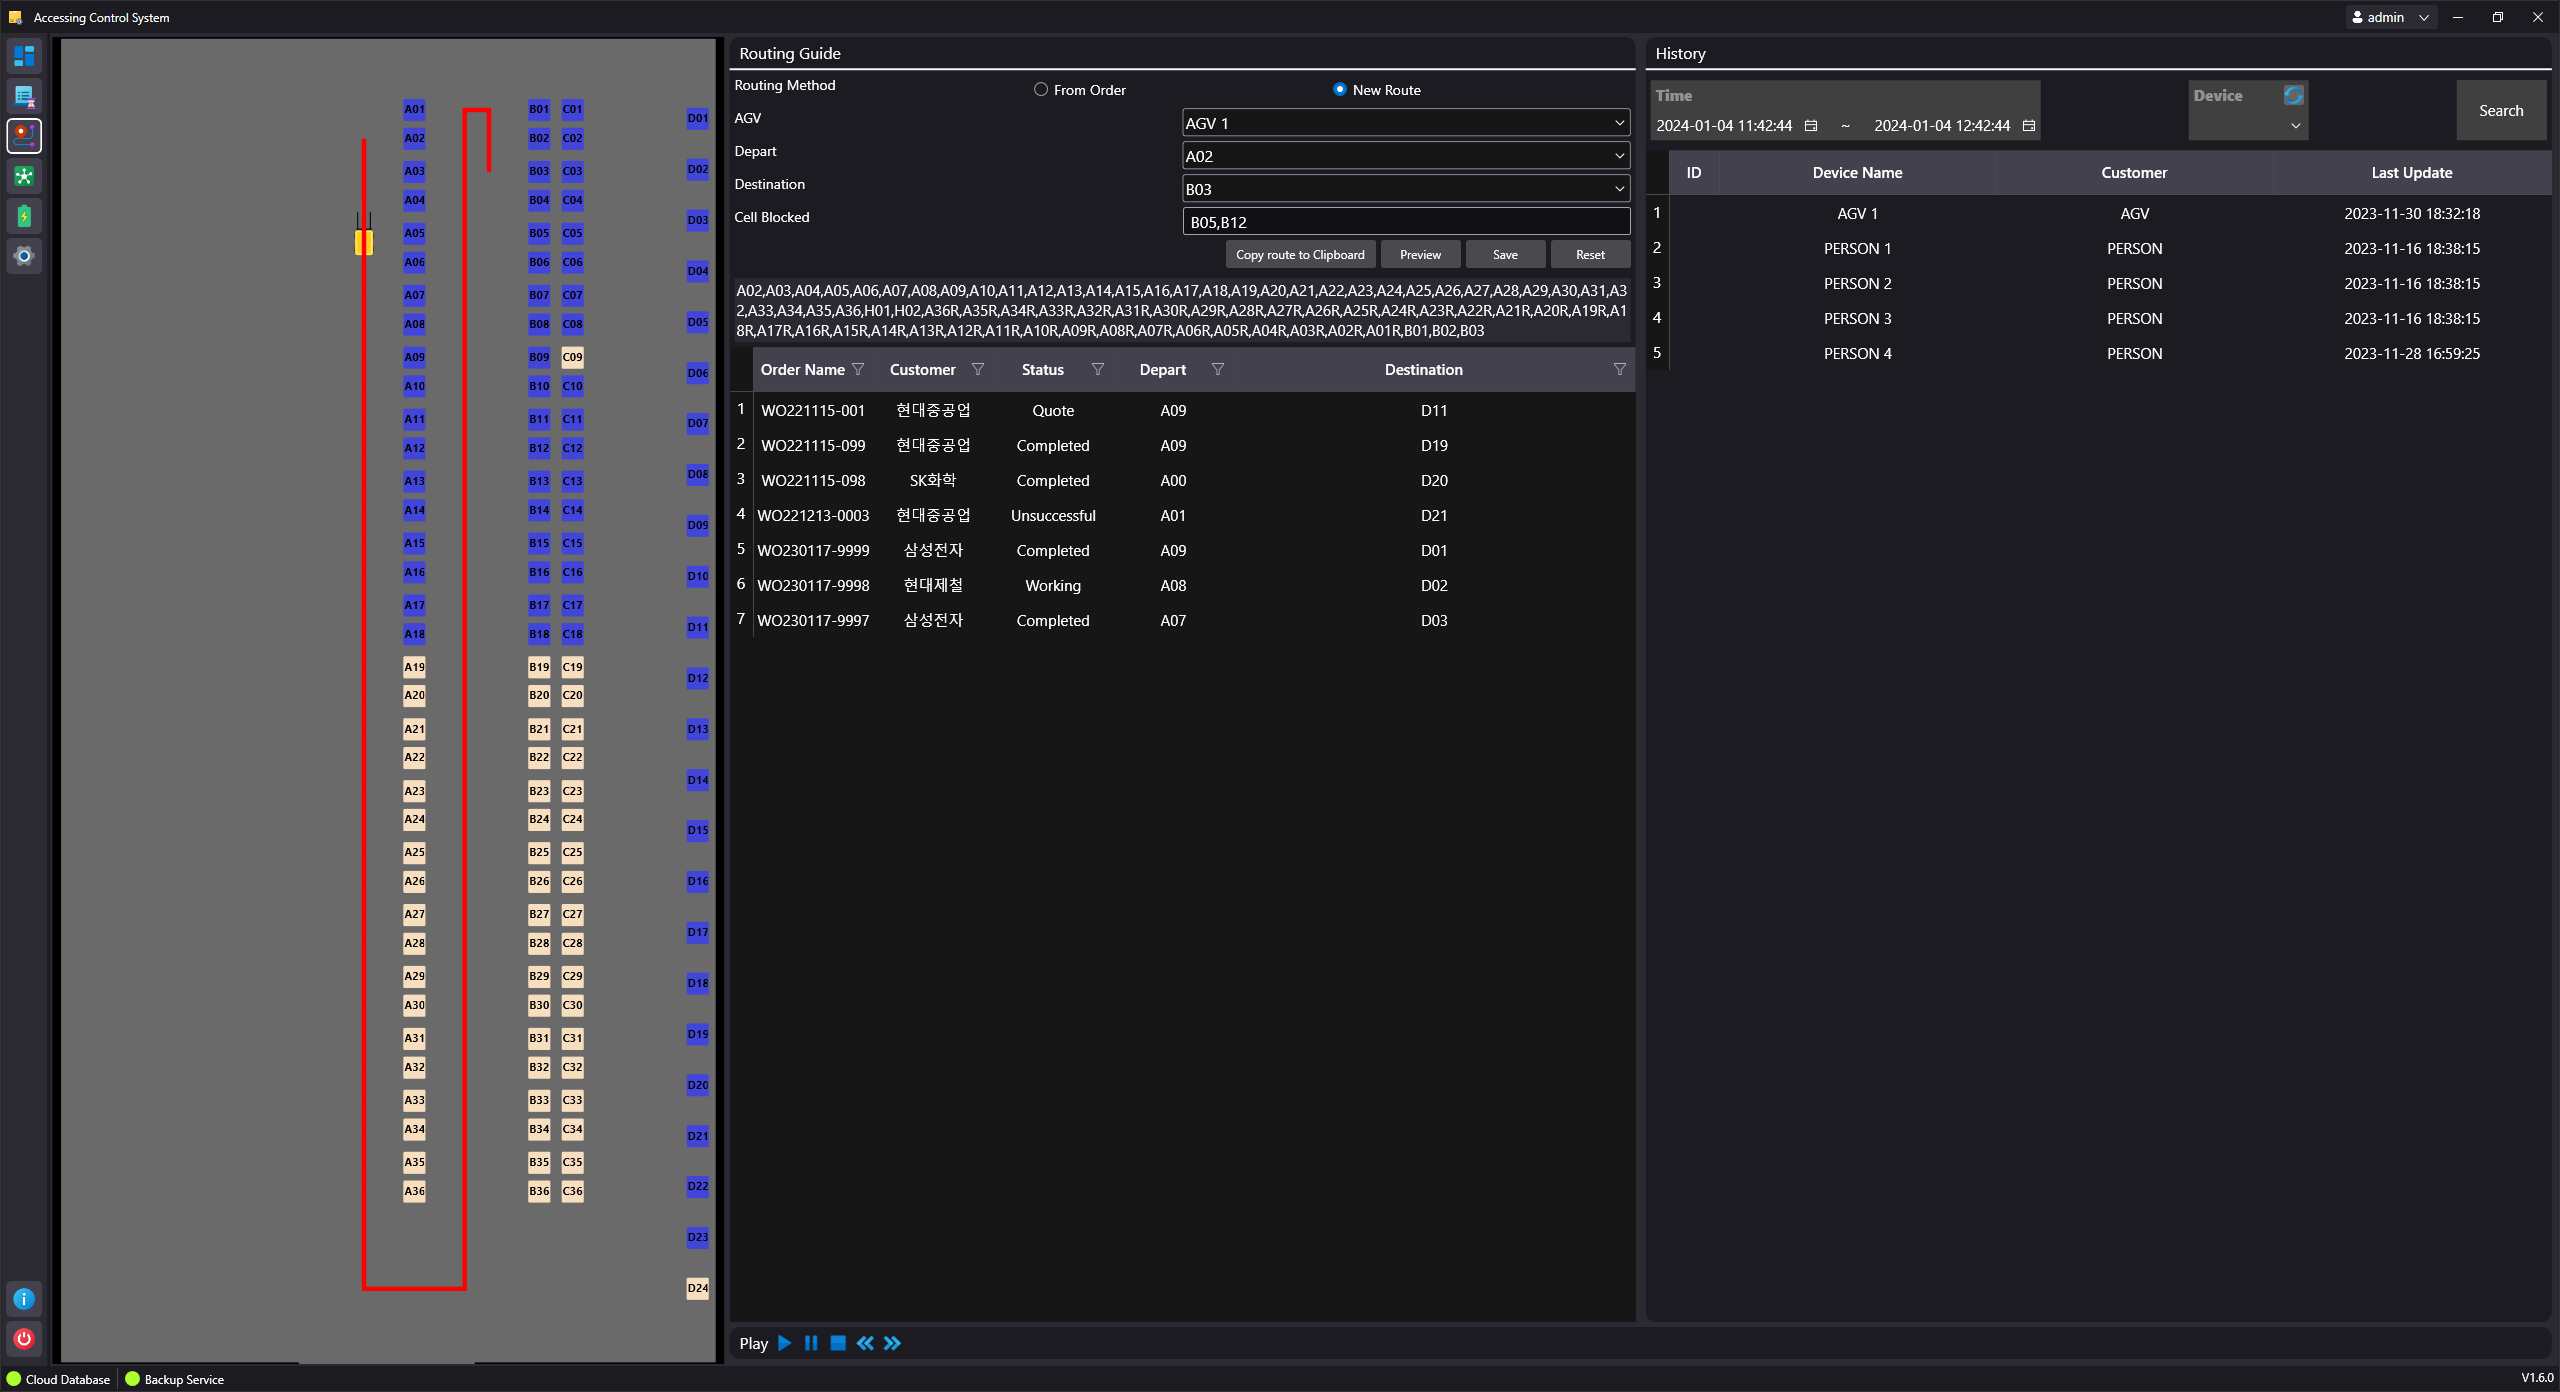 Accessing Control System
admin
A01 B01 C01
D01
A02 B02 C02
A03 B03 C03 D02
A04 B04 C04
D03
A05 B05 C05
A06 B06 C06 D04
A07 B07 C07
A08 B08 C08 D05
A09 B09 C09
D06
A10 B10 C10
A11 B11 C11 D07
A12 B12 C12
D08
A13 B13 C13
A14 B14 C14
D09
A15 B15 C15
A16 B16 C16 D10
A17 B17 C17
A18 B18 C18 D11
A19 B19 C19
D12
A20 B20 C20
A21 B21 C21 D13
A22 B22 C22
D14
A23 B23 C23
A24 B24 C24
D15
A25 B25 C25
A26 B26 C26 D16
A27 B27 C27
D17
A28 B28 C28
A29 B29 C29 D18
A30 B30 C30
A31 B31 C31 D19
A32 B32 C32
D20
A33 B33 C33
A34 B34 C34 D21
A35 B35 C35
A36 B36 C36 D22
D23
D24
Routing Guide
Routing Method From Order New Route
AGV AGV 1
Depart A02
Destination B03
Cell Blocked B05,B12
Copy route to Clipboard Preview Save Reset
A02,A03,A04,A05,A06,A07,A08,A09,A10,A11,A12,A13,A14,A15,A16,A17,A18,A19,A20,A21,A22,A23,A24,A25,A26,A27,A28,A29,A30,A31,A3
2,A33,A34,A35,A36,H01,H02,A36R,A35R,A34R,A33R,A32R,A31R,A30R,A29R,A28R,A27R,A26R,A25R,A24R,A23R,A22R,A21R,A20R,A19R,A1
8R,A17R,A16R,A15R,A14R,A13R,A12R,A11R,A10R,A09R,A08R,A07R,A06R,A05R,A04R,A03R,A02R,A01R,B01,B02,B03
Order Name Customer Status Depart Destination
1 WO221115-001 현대중공업 Quote A09 D11
2 WO221115-099 현대중공업 Completed A09 D19
3 WO221115-098 SK화학 Completed A00 D20
4 WO221213-0003 현대중공업 Unsuccessful A01 D21
5 WO230117-9999 삼성전자 Completed A09 D01
6 WO230117-9998 현대제철 Working A08 D02
7 WO230117-9997 삼성전자 Completed A07 D03
Play
History
Time Device
2024-01-04 11:42:44 ~ 2024-01-04 12:42:44
Search
ID Device Name Customer Last Update
1 AGV 1 AGV 2023-11-30 18:32:18
2 PERSON 1 PERSON 2023-11-16 18:38:15
3 PERSON 2 PERSON 2023-11-16 18:38:15
4 PERSON 3 PERSON 2023-11-16 18:38:15
5 PERSON 4 PERSON 2023-11-28 16:59:25
Cloud Database Backup Service V1.6.0